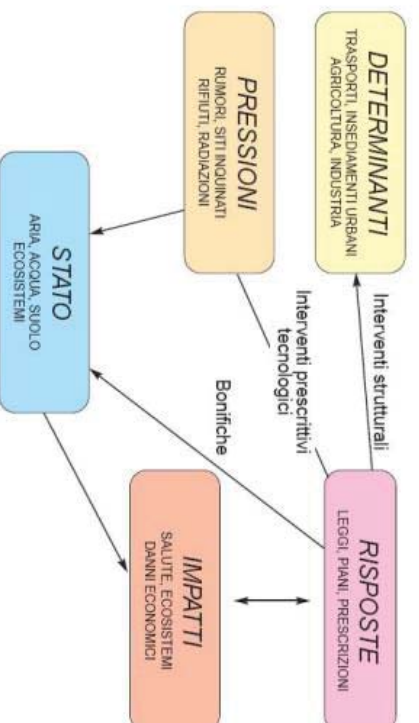 DETERMINANTI
TRASPORTI, INSEDIAMENTI URBANI
AGRICOLTURA, INDUSTRIA
Interventi strutturali
RISPOSTE
LEGGI, PIANI, PRESCRIZIONI
PRESSIONI
RUMORI, SITI INQUINATI
RIFIUTI, RADIAZIONI
Interventi prescrittivi
tecnologici
Bonifiche
STATO
ARIA, ACQUA, SUOLO
ECOSISTEMI
IMPATTI
SALUTE, ECOSISTEMI
DANNI ECONOMICI